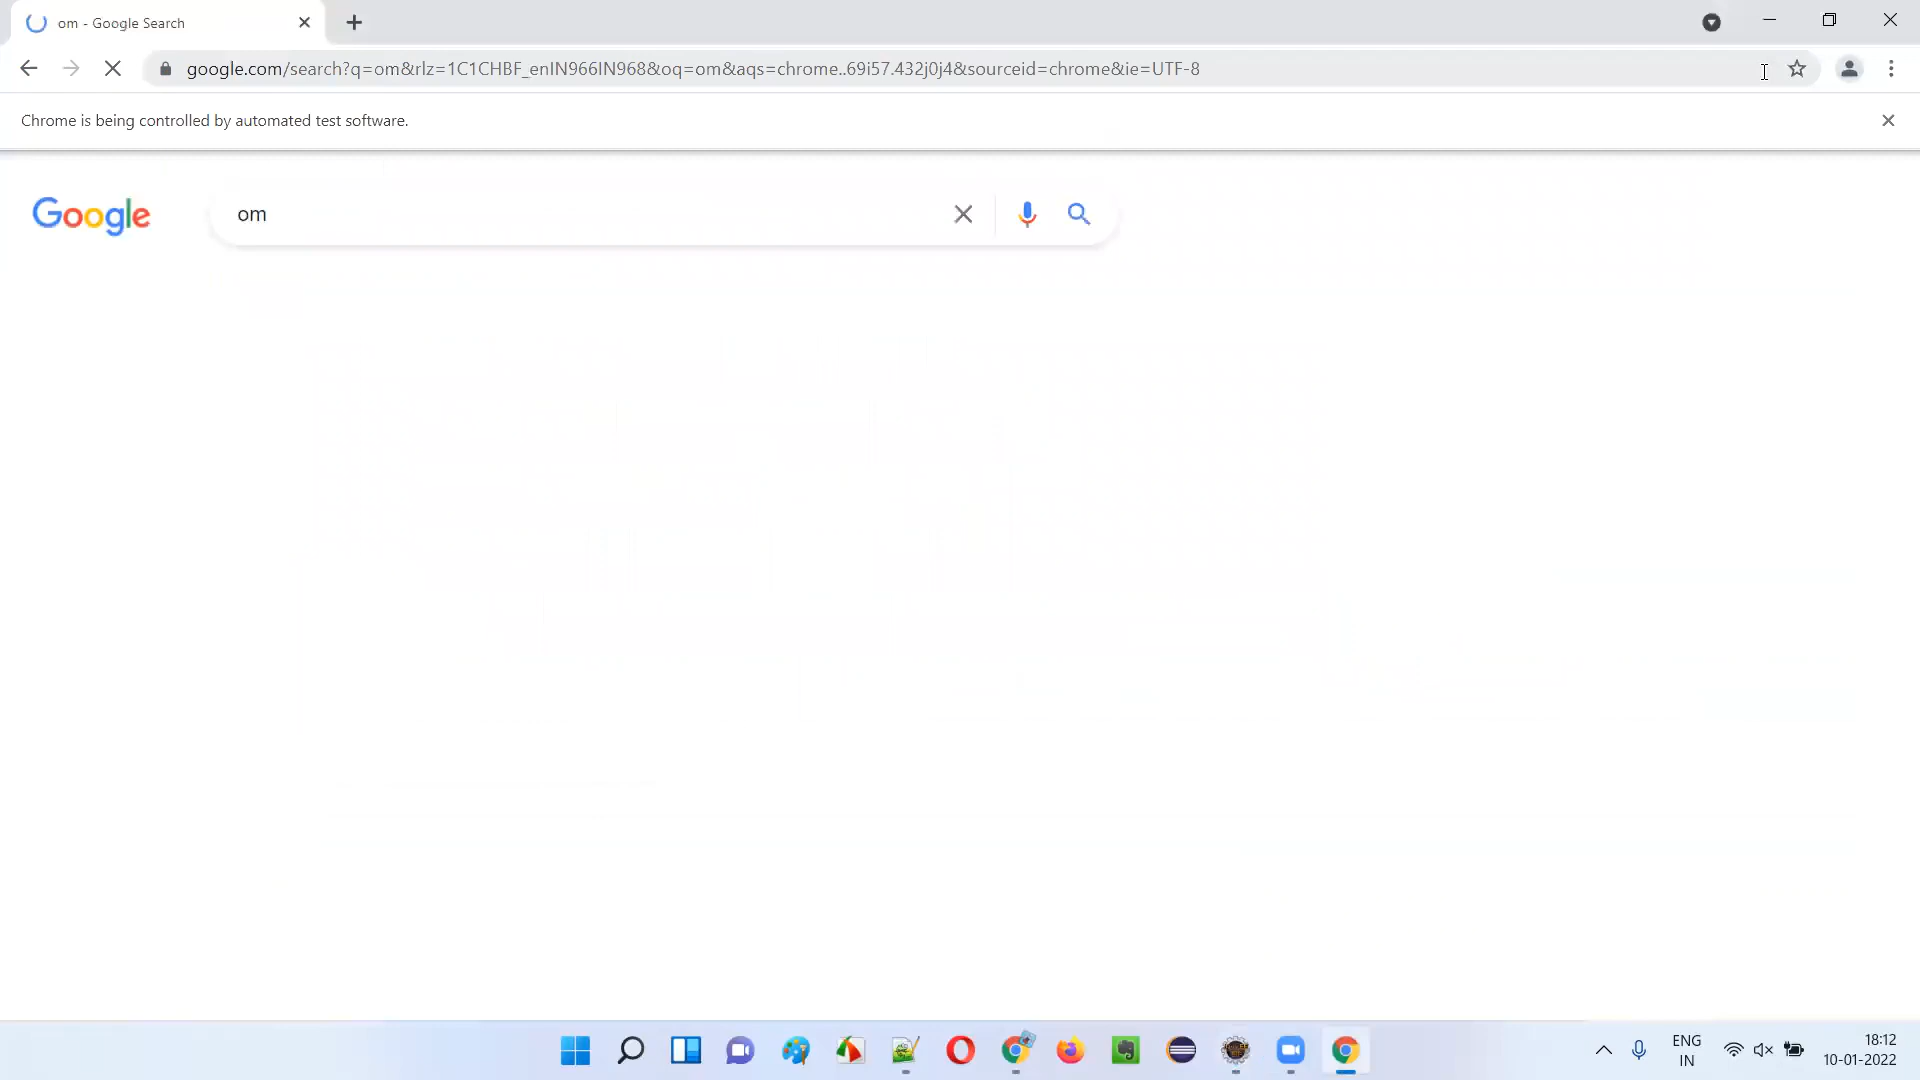 om - Google Search
google.com/search?q=om&rlz=1C1CHBF_enIN966IN968&oq=om&aqs=chrome..69i57.432j0j4&sourceid=chrome&ie=UTF-8
Chrome is being controlled by automated test software.
Google
om
ENG
IN
18:12
10-01-2022